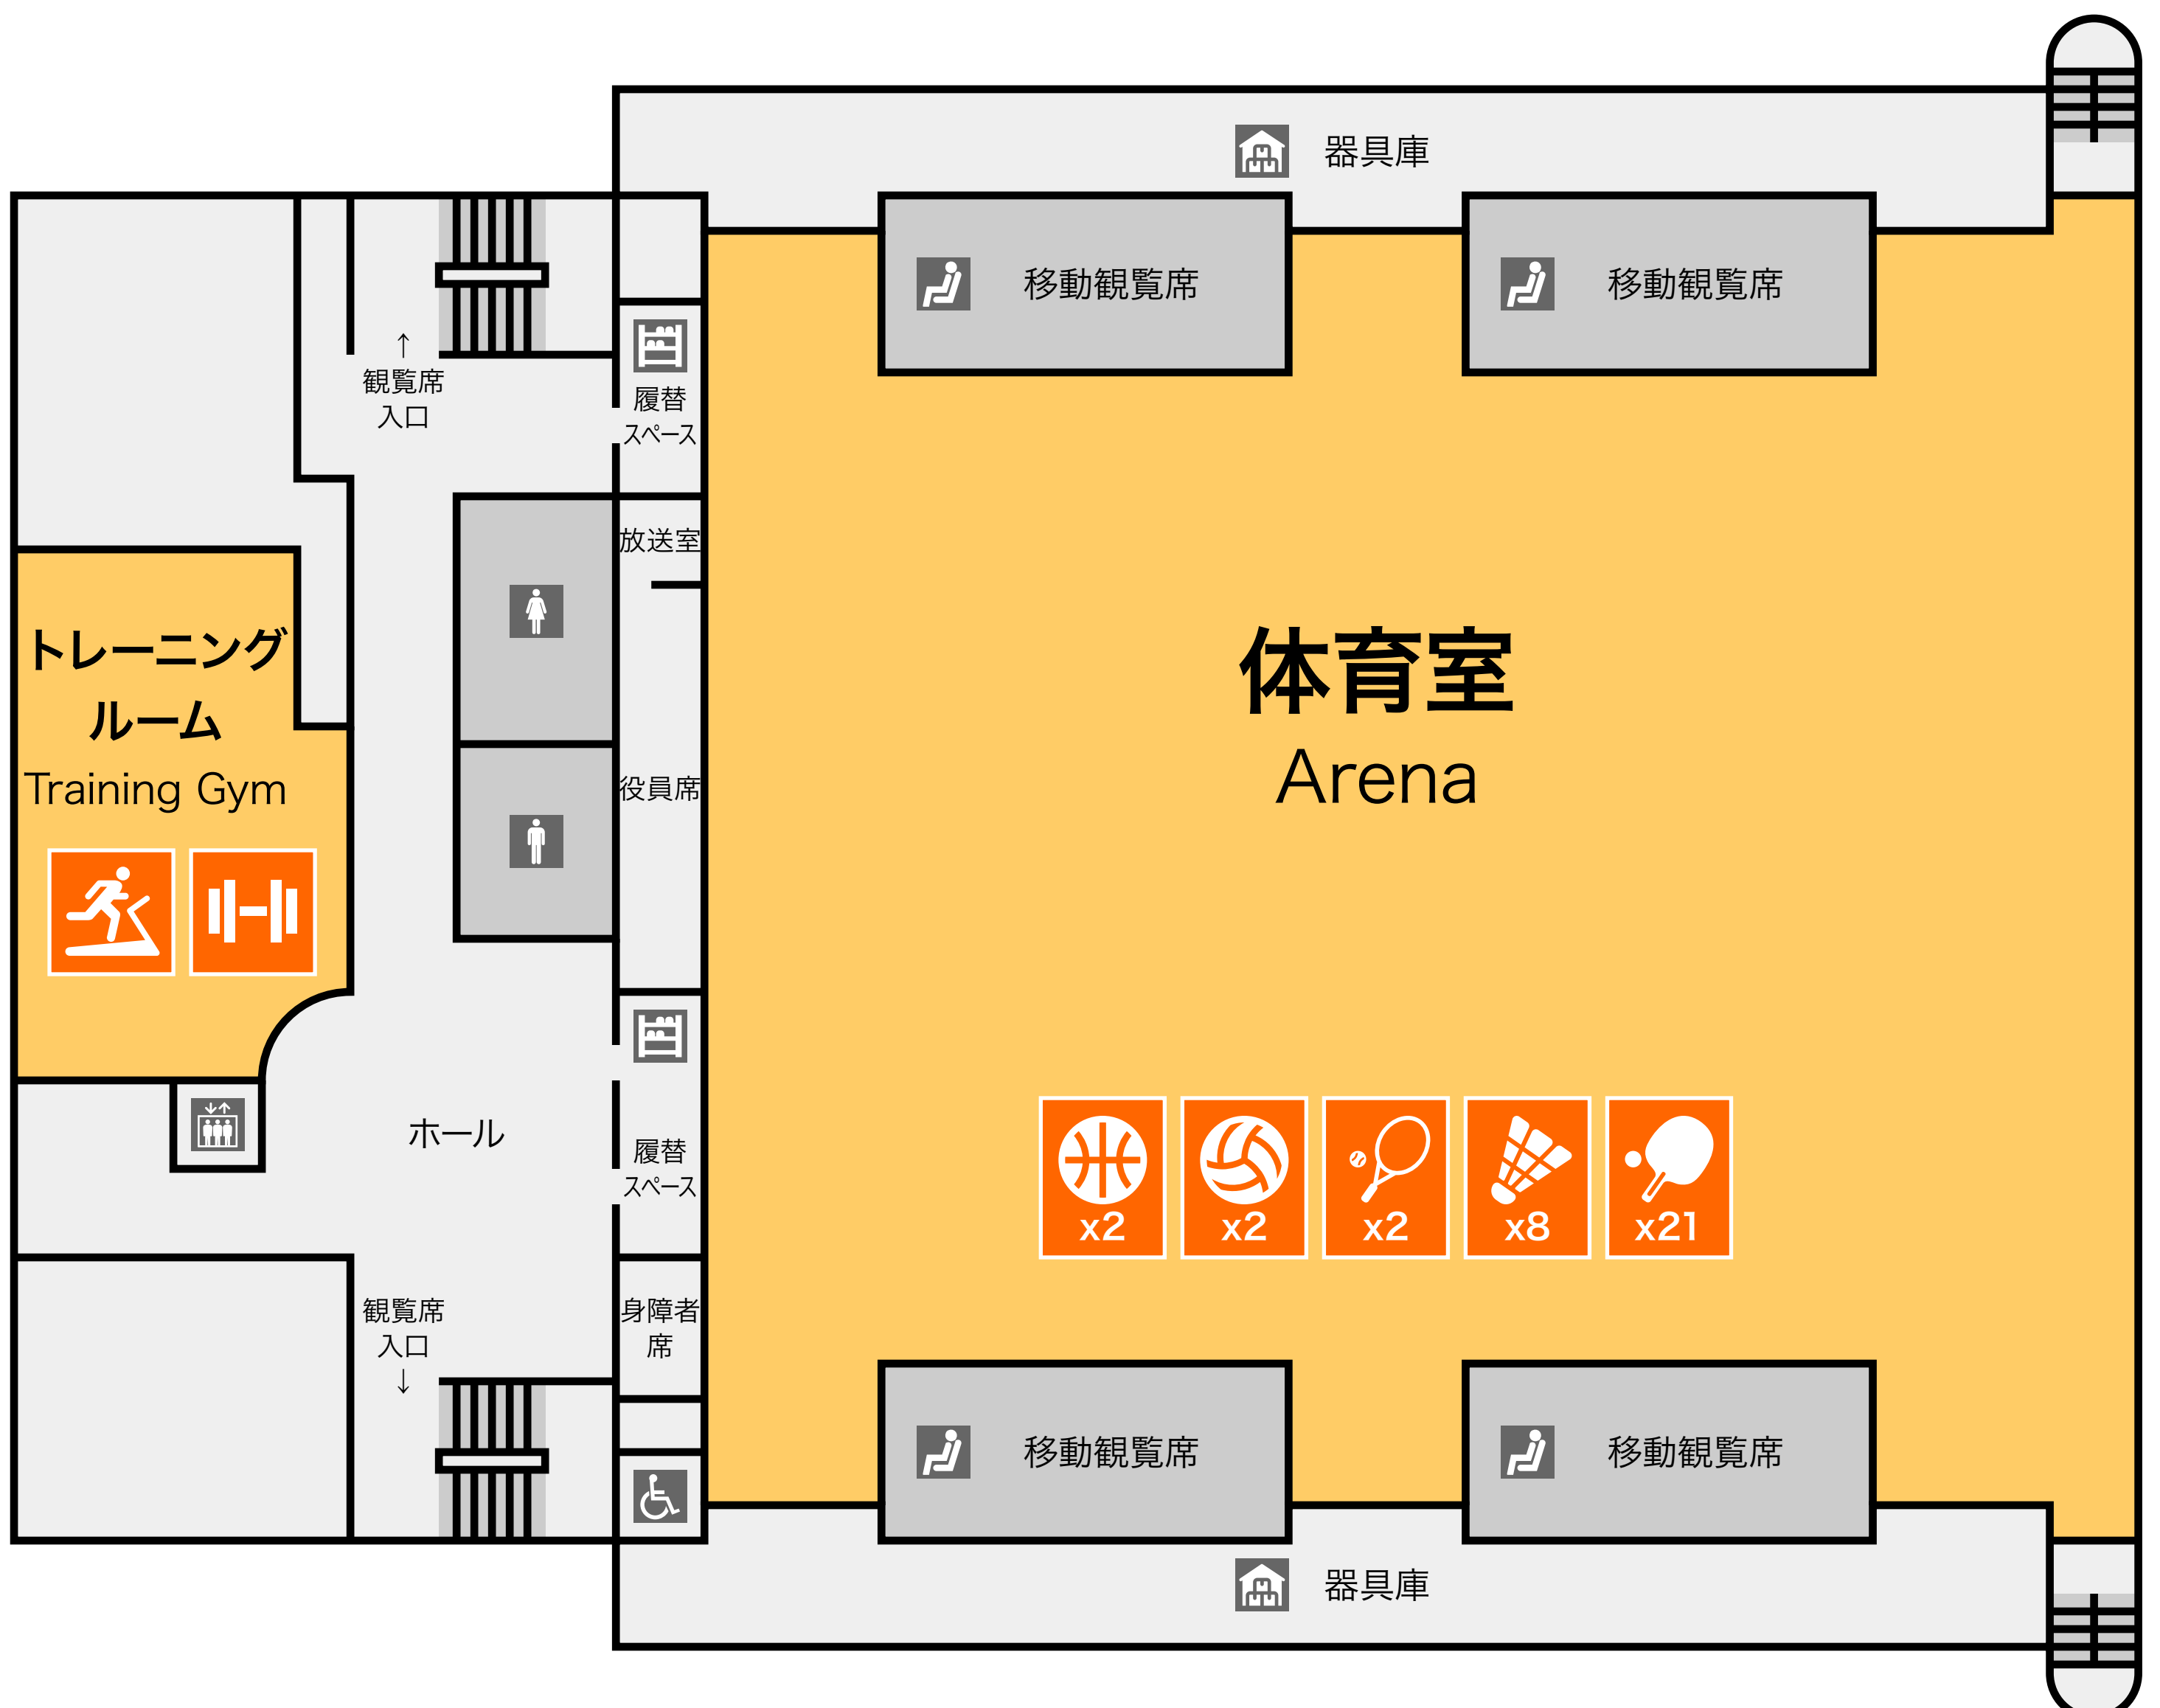 器具庫
移動観覧席
移動観覧席
↑
観覧席
入口
履替
スペース
放送室
トレーニング
ルーム
Training Gym
役員席
体育室
Arena
ホール
履替
スペース
x2
x2
x2
x8
x21
観覧席
入口
↓
身障者
席
移動観覧席
移動観覧席
器具庫